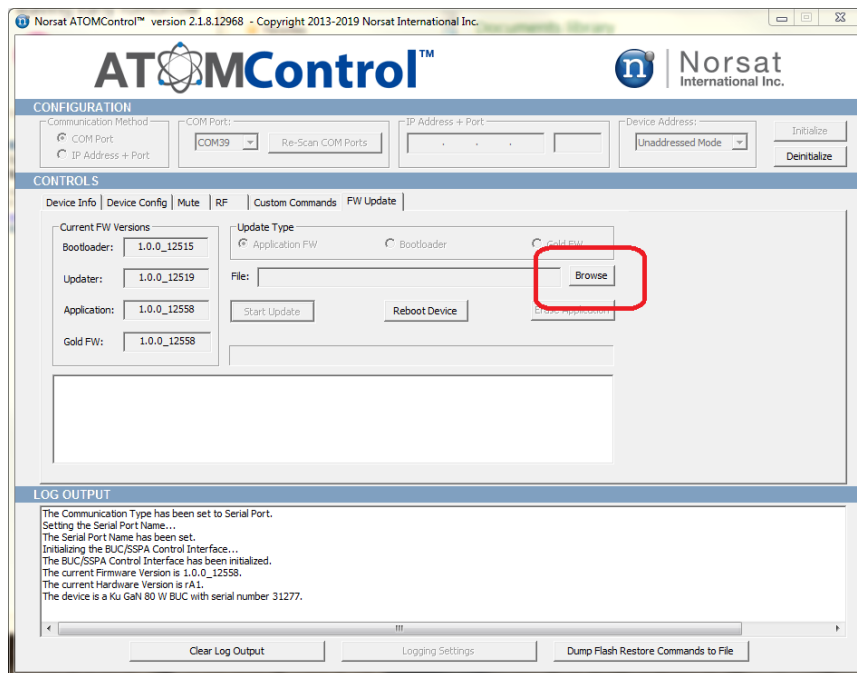 Norsat ATOMControl™ version 2.1.8.12968 - Copyright 2013-2019 Norsat International Inc.
ATOMControl™
n
Norsat
International Inc.
CONFIGURATION
Communication Method
COM Port
IP Address + Port
COM Port:
COM39
Re-Scan COM Ports
IP Address + Port
. . .
Device Address:
Unaddressed Mode
Initialize
Deinitialize
CONTROLS
Device Info Device Config Mute RF Custom Commands FW Update
Current FW Versions
Bootloader: 1.0.0_12515
Updater: 1.0.0_12519
Application: 1.0.0_12558
Gold FW: 1.0.0_12558
Update Type
Application FW Bootloader Gold FW
File: Browse
Start Update Reboot Device Erase Application
LOG OUTPUT
The Communication Type has been set to Serial Port.
Setting the Serial Port Name...
The Serial Port Name has been set.
Initializing the BUC/SSPA Control Interface...
The BUC/SSPA Control Interface has been initialized.
The current Firmware Version is 1.0.0_12558.
The current Hardware Version is rA1.
The device is a Ku GaN 80 W BUC with serial number 31277.
Clear Log Output Logging Settings Dump Flash Restore Commands to File